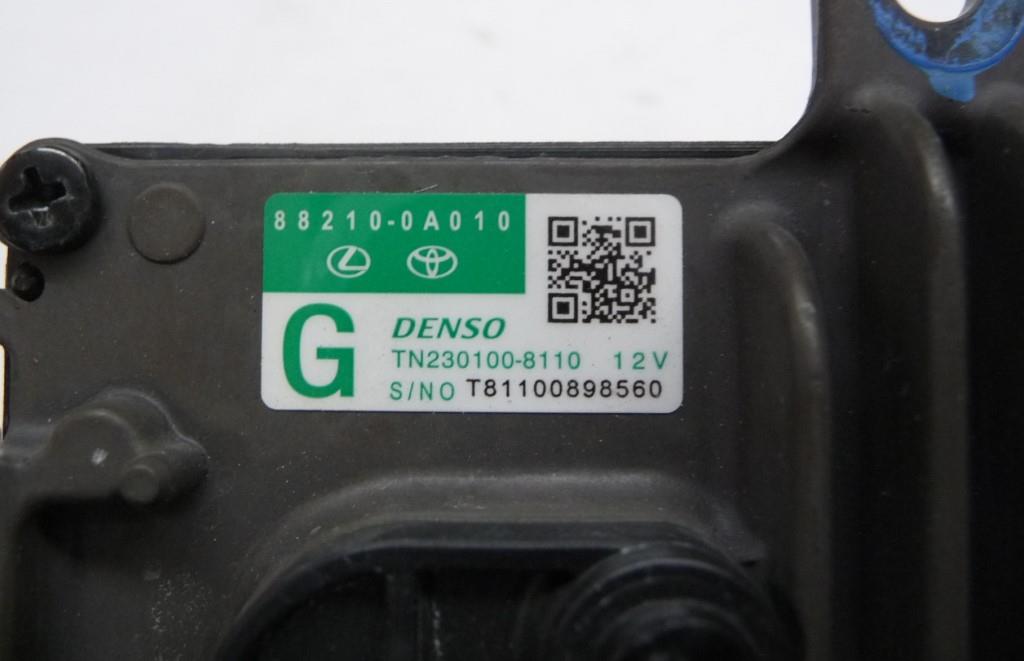 88210-0A010
G
DENSO
TN230100-8110 12V
S/NO T81100898560